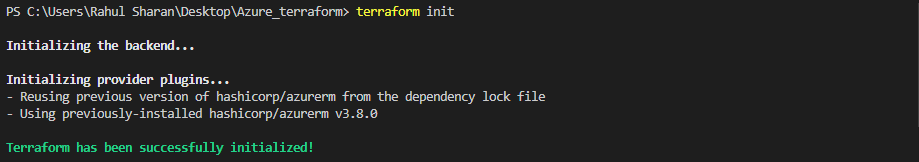 PS C:\Users\Rahul Sharan\Desktop\Azure_terraform> terraform init
Initializing the backend...
Initializing provider plugins...
- Reusing previous version of hashicorp/azurerm from the dependency lock file
- Using previously-installed hashicorp/azurerm v3.8.0
Terraform has been successfully initialized!